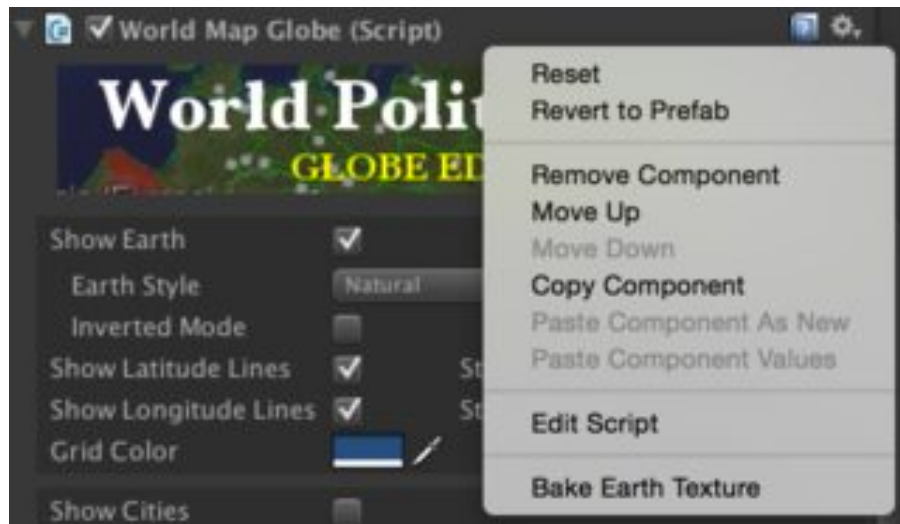 World Map Globe (Script)
World Polit
GLOBE ED
Show Earth
Earth Style
Natural
Inverted Mode
Show Latitude Lines
St
Show Longitude Lines
St
Grid Color
Show Cities
Reset
Revert to Prefab
Remove Component
Move Up
Move Down
Copy Component
Paste Component As New
Paste Component Values
Edit Script
Bake Earth Texture